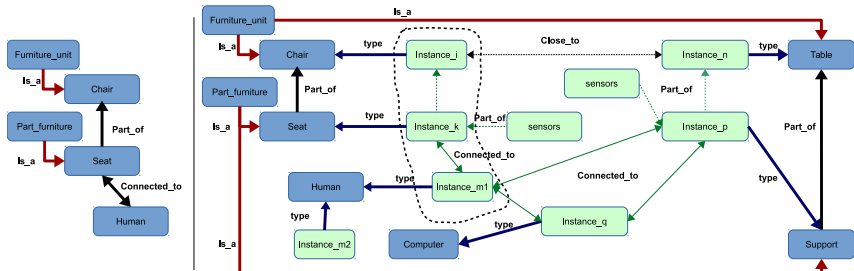 Furniture_unit
Is_a
Chair
Part_furniture
Part_of
Is_a
Seat
Connected_to
Human
Furniture_unit
Is_a
Is_a
Chair
type
Instance_i
Close_to
Instance_n
type
Table
Part_furniture
Part_of
sensors
Part_of
Is_a
Seat
type
Instance_k
Part_of
sensors
Instance_p
Part_of
Connected_to
Human
type
Instance_m1
Connected_to
type
type
Instance_q
Is_a
Instance_m2
Computer
type
Support
Is_a